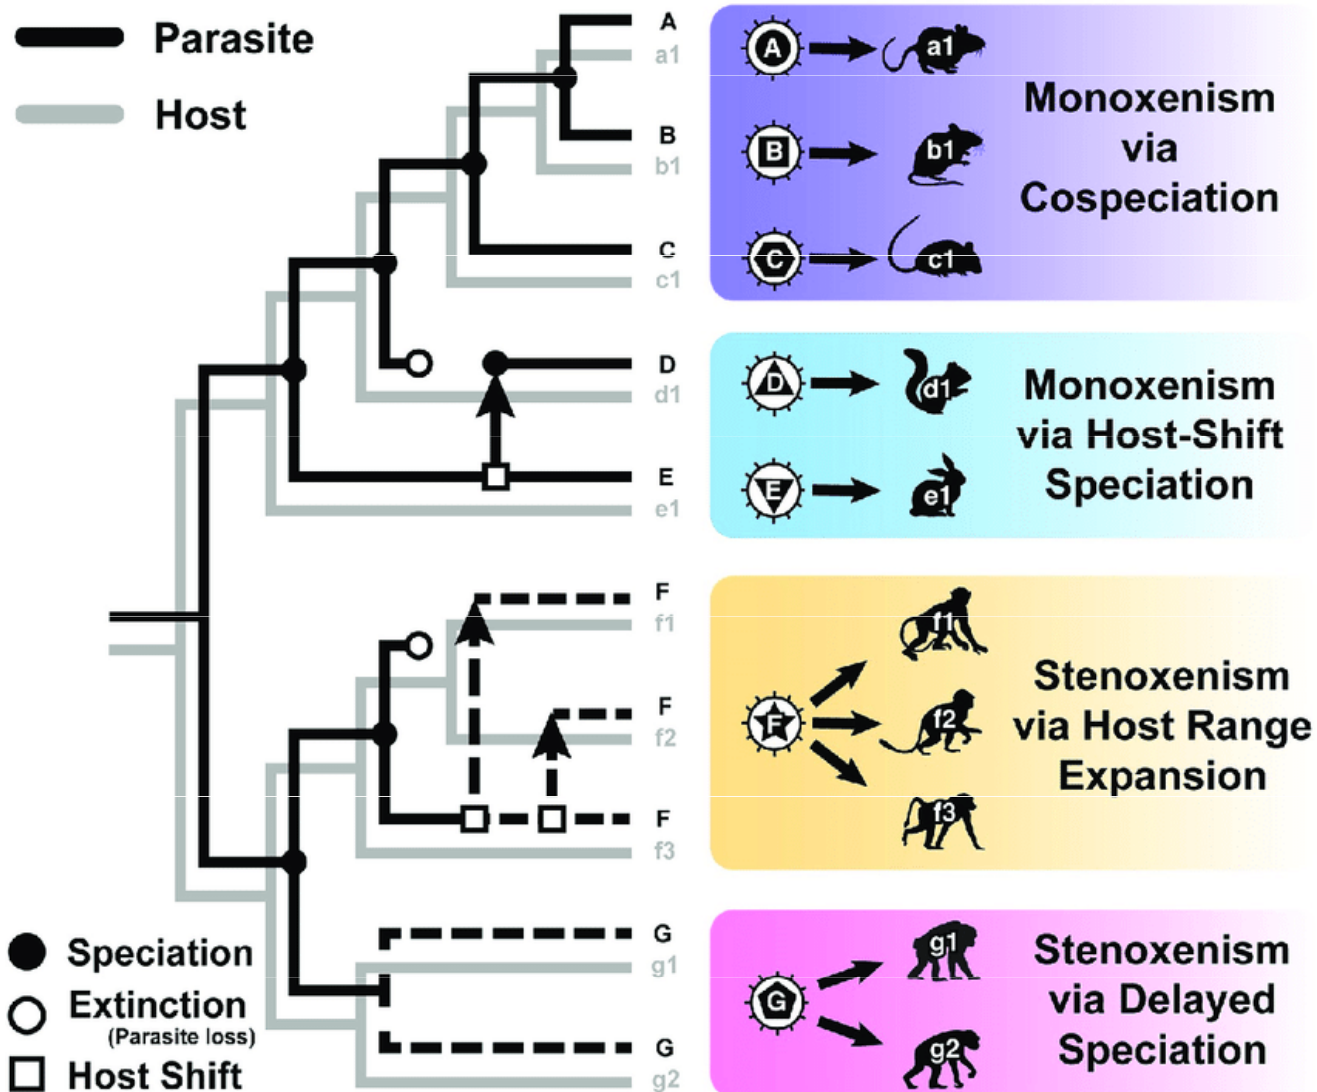 Parasite
Host
A
a1
B
b1
C
c1
D
d1
E
e1
F
f1
F
f2
F
f3
G
g1
G
g2
Speciation
Extinction
(Parasite loss)
Host Shift
A
a1
B
b1
C
c1
Monoxenism
via
Cospeciation
D
d1
E
e1
Monoxenism
via Host-Shift
Speciation
F
f1
f2
f3
Stenoxenism
via Host Range
Expansion
G
g1
g2
Stenoxenism
via Delayed
Speciation